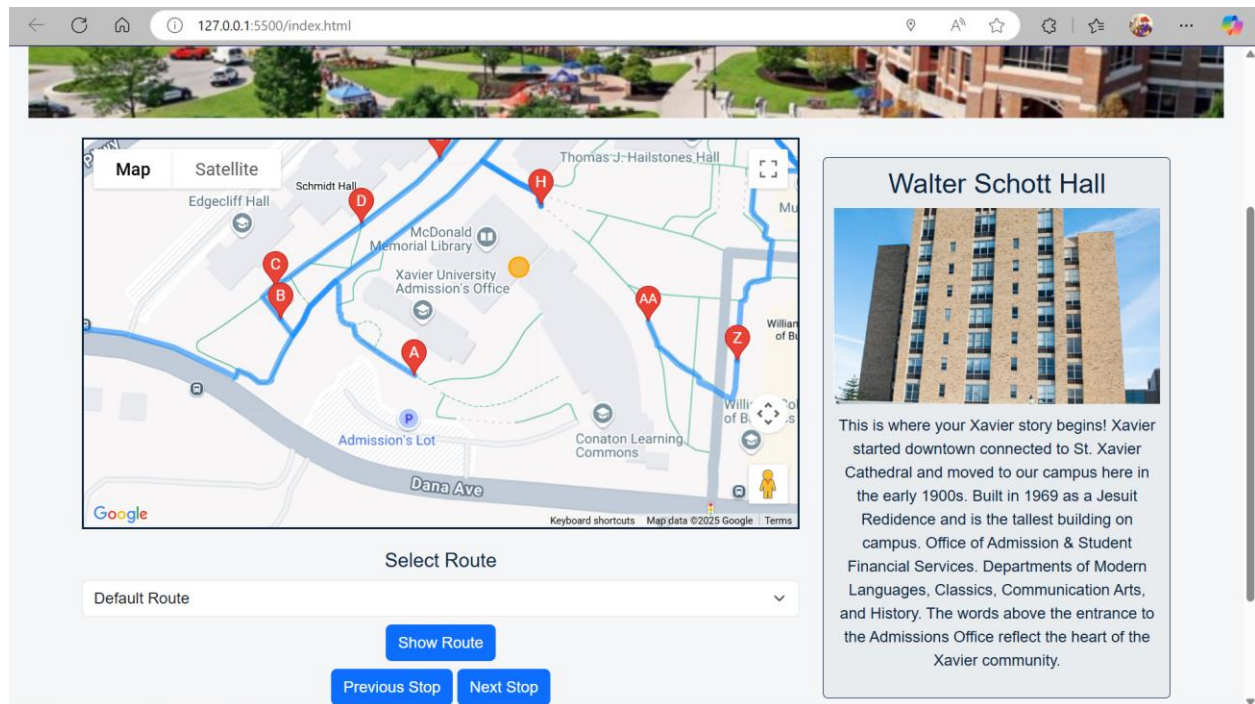 127.0.0.1:5500/index.html
Map
Satellite
Thomas J. Hailstones Hall
Schmidt Hall
Edgecliff Hall
D
H
Mu
McDonald
Memorial Library
C
B
Xavier University
Admission's Office
AA
Z
William
of Bu
A
P
Admission's Lot
Conaton Learning
Commons
Dana Ave
Google
Keyboard shortcuts Map data ©2025 Google Terms
Walter Schott Hall
This is where your Xavier story begins! Xavier
started downtown connected to St. Xavier
Cathedral and moved to our campus here in
the early 1900s. Built in 1969 as a Jesuit
Redidence and is the tallest building on
campus. Office of Admission & Student
Financial Services. Departments of Modern
Languages, Classics, Communication Arts,
and History. The words above the entrance to
the Admissions Office reflect the heart of the
Xavier community.
Select Route
Default Route
Show Route
Previous Stop
Next Stop